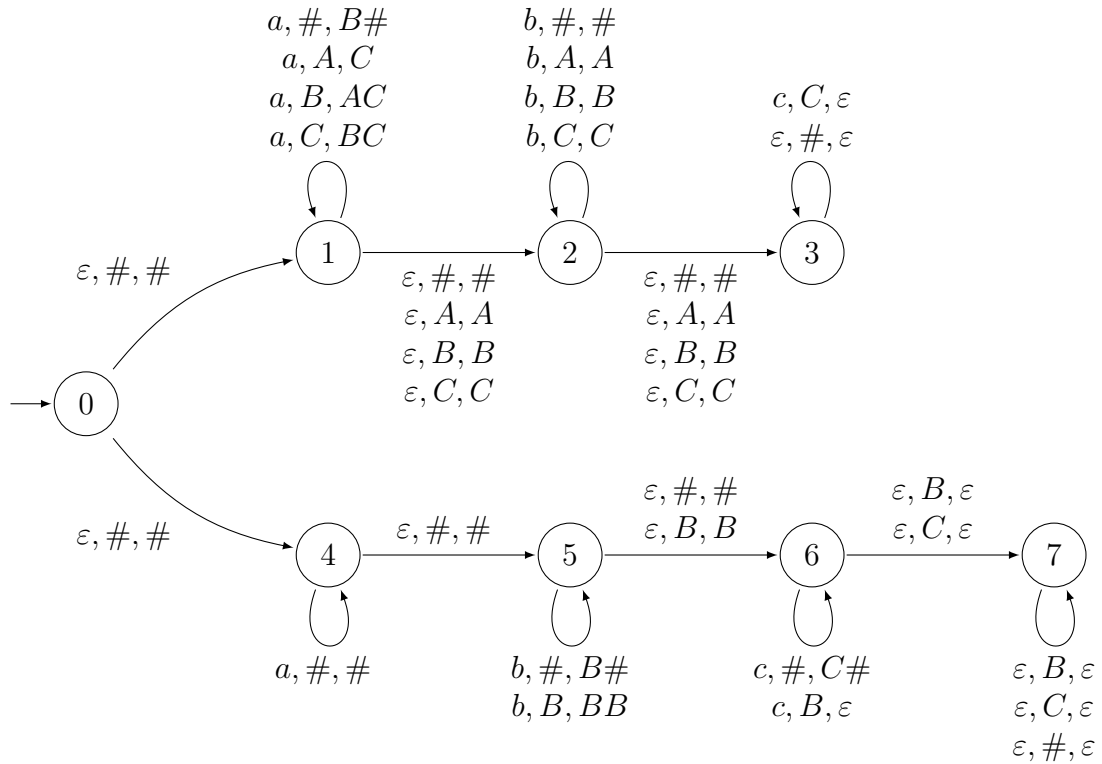 a, #, B#
a, A, C
a, B, AC
a, C, BC
b, #, #
b, A, A
b, B, B
b, C, C
c, C, ε
ε, #, ε
1
2
3
ε, #, #
ε, #, #
ε, A, A
ε, B, B
ε, C, C
ε, #, #
ε, A, A
ε, B, B
ε, C, C
0
ε, #, #
4
ε, #, #
5
ε, #, #
ε, B, B
6
ε, B, ε
ε, C, ε
7
a, #, #
b, #, B#
b, B, BB
c, #, C#
c, B, ε
ε, B, ε
ε, C, ε
ε, #, ε